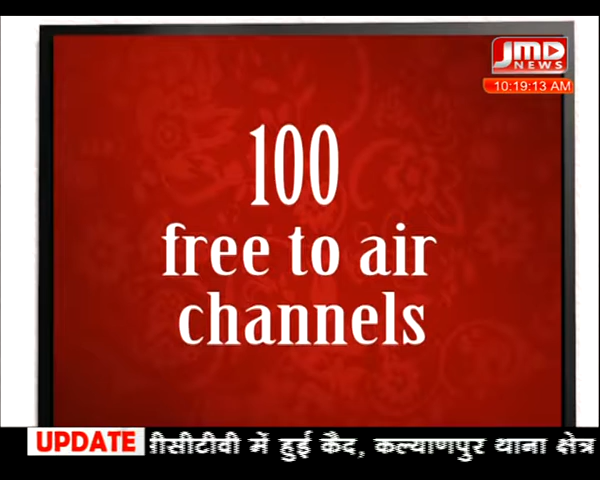 JMD
NEWS
10:19:13 AM
100
free to air
channels
UPDATE
रीसीटीवी में हुई कैद, कल्याणपुर थाना क्षेत्र